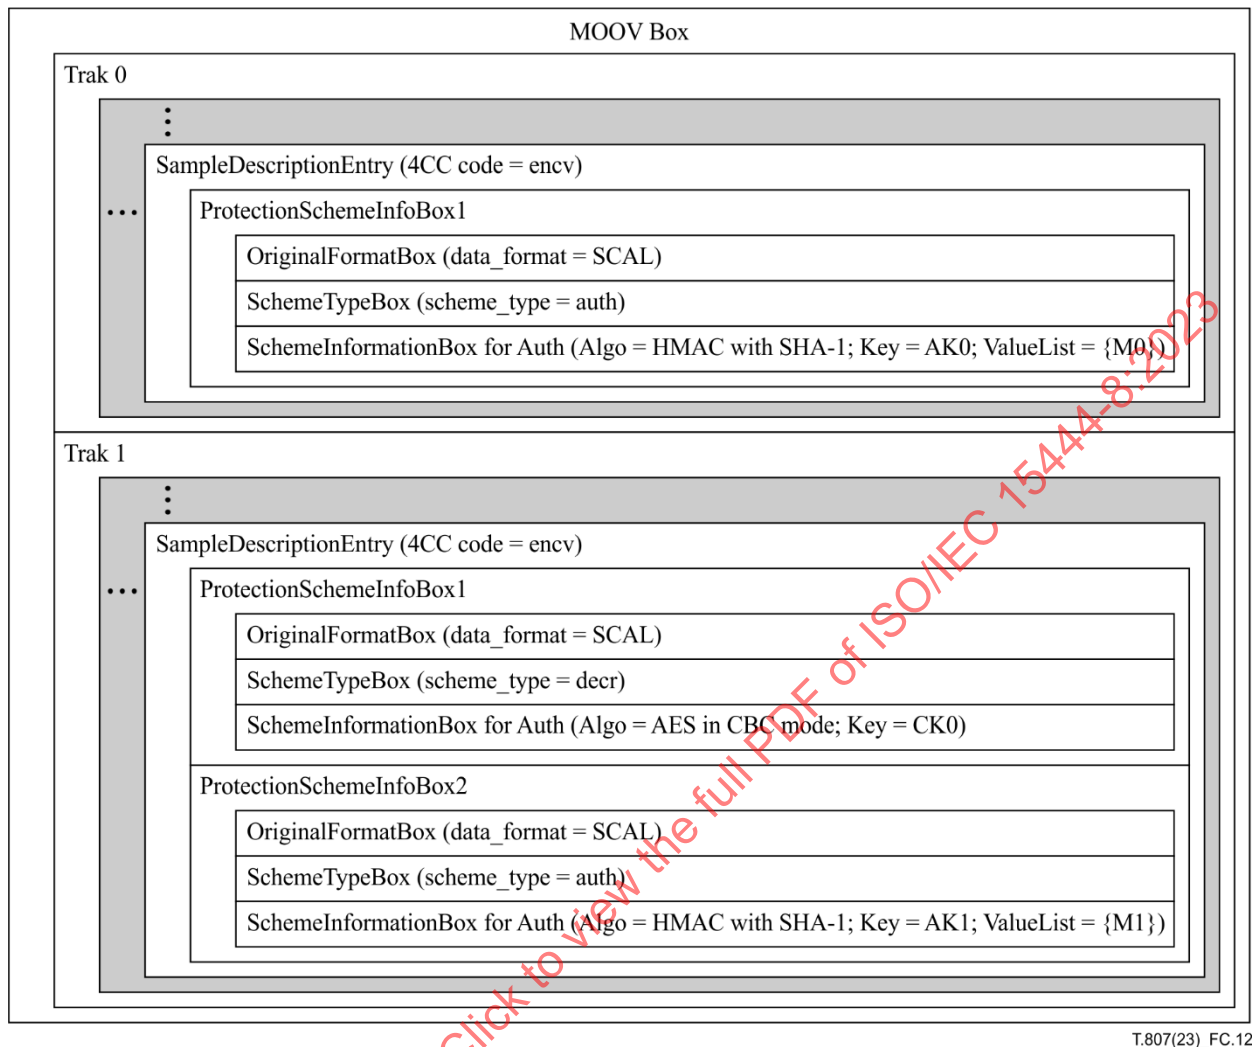 MOOV Box
Trak 0
SampleDescriptionEntry (4CC code = encv)
ProtectionSchemeInfoBox1
OriginalFormatBox (data_format = SCAL)
SchemeTypeBox (scheme_type = auth)
SchemeInformationBox for Auth (Algo = HMAC with SHA-1; Key = AK0; ValueList = {M0})
Trak 1
SampleDescriptionEntry (4CC code = encv)
ProtectionSchemeInfoBox1
OriginalFormatBox (data_format = SCAL)
SchemeTypeBox (scheme_type = decr)
SchemeInformationBox for Auth (Algo = AES in CBC mode; Key = CK0)
ProtectionSchemeInfoBox2
OriginalFormatBox (data_format = SCAL)
SchemeTypeBox (scheme_type = auth)
SchemeInformationBox for Auth (Algo = HMAC with SHA-1; Key = AK1; ValueList = {M1})
T.807(23)_FC.12
Click to view the full PDF of ISO/IEC 15444-8:2023